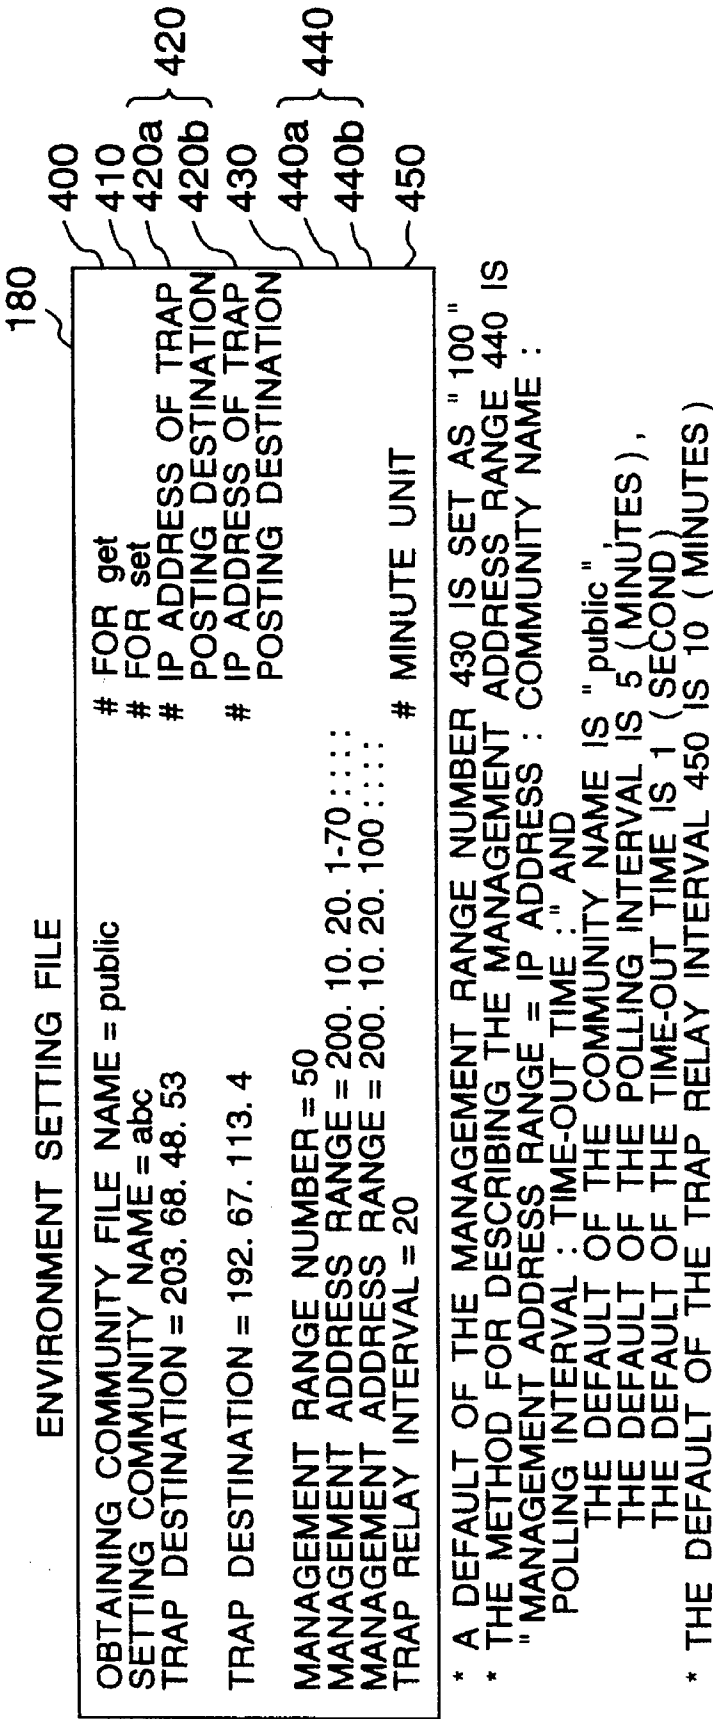 ENVIRONMENT SETTING FILE
180
OBTAINING COMMUNITY FILE NAME = public # FOR get 400
SETTING COMMUNITY NAME = abc # FOR set 410
TRAP DESTINATION = 203. 68. 48. 53 # IP ADDRESS OF TRAP 420a
POSTING DESTINATION
TRAP DESTINATION = 192. 67. 113. 4 # IP ADDRESS OF TRAP 420b
POSTING DESTINATION
420
MANAGEMENT RANGE NUMBER = 50 430
MANAGEMENT ADDRESS RANGE = 200. 10. 20. 1-70 : : : : 440a
MANAGEMENT ADDRESS RANGE = 200. 10. 20. 100 : : : : 440b
440
TRAP RELAY INTERVAL = 20 # MINUTE UNIT 450
* A DEFAULT OF THE MANAGEMENT RANGE NUMBER 430 IS SET AS "100"
* THE METHOD FOR DESCRIBING THE MANAGEMENT ADDRESS RANGE 440 IS
"MANAGEMENT ADDRESS RANGE = IP ADDRESS : COMMUNITY NAME :
POLLING INTERVAL : TIME-OUT TIME :" AND
THE DEFAULT OF THE COMMUNITY NAME IS "public",
THE DEFAULT OF THE POLLING INTERVAL IS 5 (MINUTES),
THE DEFAULT OF THE TIME-OUT TIME IS 1 (SECOND)
* THE DEFAULT OF THE TRAP RELAY INTERVAL 450 IS 10 (MINUTES)